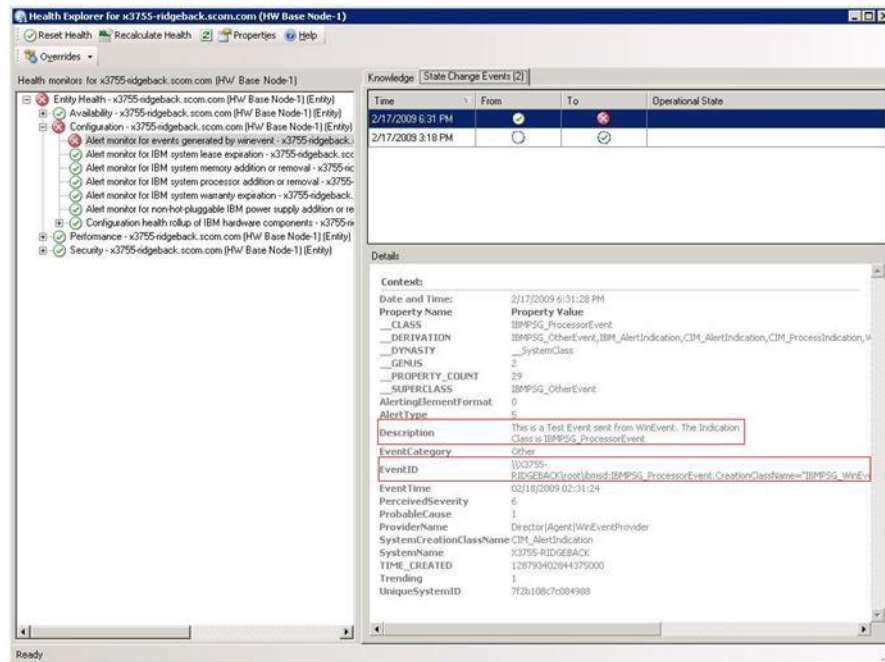 Health Explorer for x3755-ridgeback.scom.com (HW Base Node-1)
Reset Health Recalculate Health Properties Help
Overrides
Health monitors for x3755-ridgeback.scom.com (HW Base Node-1)
Entity Health - x3755-ridgeback.scom.com (HW Base Node-1) (Entity)
Availability - x3755-ridgeback.scom.com (HW Base Node-1) (Entity)
Configuration - x3755-ridgeback.scom.com (HW Base Node-1) (Entity)
Alert monitor for events generated by winevent - x3755-ridgeback.
Alert monitor for IBM system lease expiration - x3755-ridgeback.scc
Alert monitor for IBM system memory addition or removal - x3755-ric
Alert monitor for IBM system processor addition or removal - x3755-
Alert monitor for IBM system warranty expiration - x3755-ridgeback.
Alert monitor for non-hot-pluggable IBM power supply addition or re
Configuration health rollup of IBM hardware components - x3755-ri
Performance - x3755-ridgeback.scom.com (HW Base Node-1) (Entity)
Security - x3755-ridgeback.scom.com (HW Base Node-1) (Entity)
Knowledge State Change Events (2)
Time From To Operational State
2/17/2009 6:31 PM
2/17/2009 3:18 PM
Details
Context:
Date and Time: 2/17/2009 6:31:28 PM
Property Name Property Value
__CLASS IBMPSG_ProcessorEvent
__DERIVATION IBMPSG_OtherEvent,IBM_AlertIndication,CIM_AlertIndication,CIM_ProcessIndication,W
__DYNASTY __SystemClass
__GENUS 2
__PROPERTY_COUNT 29
__SUPERCLASS IBMPSG_OtherEvent
AlertingElementFormat 0
AlertType 5
Description This is a Test Event sent from WinEvent. The Indication
Class is IBMPSG_ProcessorEvent
EventCategory Other
EventID \\X3755-
RIDGEBACK\root\ibmsd:IBMPSG_ProcessorEvent.CreationClassName="IBMPSG_WinEv
EventTime 02/18/2009 02:31:24
PerceivedSeverity 6
ProbableCause 1
ProviderName Director|Agent|WinEventProvider
SystemCreationClassName CIM_AlertIndication
SystemName X3755-RIDGEBACK
TIME_CREATED 128793402844375000
Trending 1
UniqueSystemID 7f2b108c7c084988
Ready